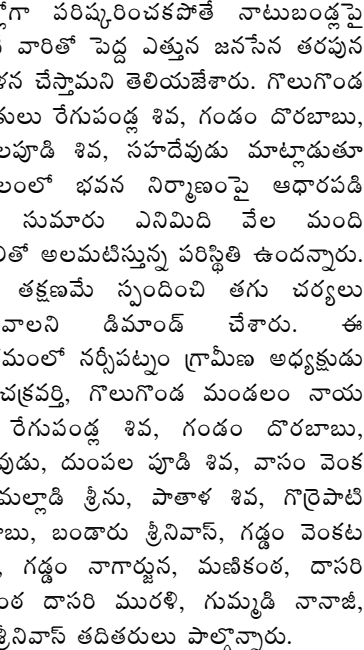 ల్లోగా పరిష్కరించకపోతే నాటుబండ్లపై
వారితో పెద్ద ఎత్తున జనసేన తరపున
ళన చేస్తామని తెలియజేశారు. గొలుగొండ
కులు రేగుపండ్ల శివ, గండం దొరబాబు,
లపూడి శివ, సహదేవుడు మాట్లాడుతూ
లంలో భవన నిర్మాణంపై ఆధారపడి
సుమారు ఎనిమిది వేల మంది
లితో అలమటిస్తున్న పరిస్థితి ఉందన్నారు.
తక్షణమే స్పందించి తగు చర్యలు
వాలని డిమాండ్ చేశారు. ఈ
మంలో నర్సీపట్నం గ్రామీణ అధ్యక్షుడు
చక్రవర్తి, గొలుగొండ మండలం నాయ
రేగుపండ్ల శివ, గండం దొరబాబు,
వుడు, దుంపల పూడి శివ, వాసం వెంక
మల్లాడి శ్రీను, పాతాళ శివ, గొర్రెపాటి
బు, బండారు శ్రీనివాస్, గడ్డం వెంకట
, గడ్డం నాగార్జున, మణికంఠ, దాసరి
ంఠ దాసరి మురళి, గుమ్మడి నానాజీ,
శ్రీనివాస్ తదితరులు పాల్గొన్నారు.